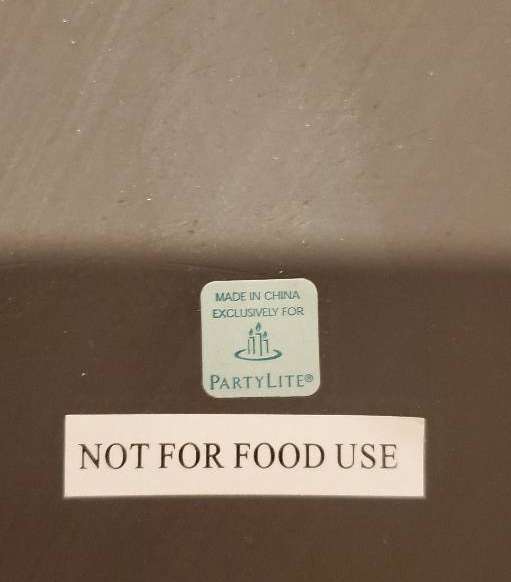 MADE IN CHINA
EXCLUSIVELY FOR
PARTYLITE®
NOT FOR FOOD USE